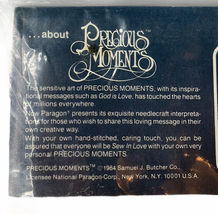 ...about
PRECIOUS
MOMENTS™
The sensitive art of PRECIOUS MOMENTS, with its inspira-
tional messages such as God is Love, has touched the hearts
of millions everywhere.
Now Paragon® presents its exquisite needlecraft interpreta-
tions for those who wish to share this loving message in their
own creative way.
With your own hand-stitched, caring touch, you can be
assured that everyone will be Sew In Love with your own very
personal PRECIOUS MOMENTS.
PRECIOUS MOMENTS™ ©1984 Samuel J. Butcher Co.,
Licensee National Paragon Corp., New York, N.Y. 10001 U.S.A.